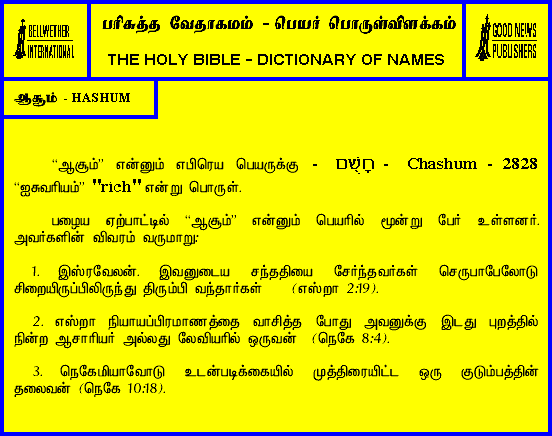 BELLWETHER
INTERNATIONAL
பரிசுத்த வேதாகமம் - பெயர் பொருள்விளக்கம்
THE HOLY BIBLE - DICTIONARY OF NAMES
GOOD NEWS
PUBLISHERS
ஆசூம் - HASHUM
“ஆசூம்” என்னும் எபிரெய பெயருக்கு - חָשֻׁם - Chashum - 2828
“ஐசுவரியம்” "rich" என்று பொருள்.
பழைய ஏற்பாட்டில் “ஆசூம்” என்னும் பெயரில் மூன்று பேர் உள்ளனர்.
அவர்களின் விவரம் வருமாறு:
1. இஸ்ரவேலன். இவனுடைய சந்ததியை சேர்ந்தவர்கள் செருபாபேலோடு
சிறையிருப்பிலிருந்து திரும்பி வந்தார்கள் (எஸ்றா 2:19).
2. எஸ்றா நியாயப்பிரமாணத்தை வாசித்த போது அவனுக்கு இடது புறத்தில்
நின்ற ஆசாரியர் அல்லது லேவியரில் ஒருவன் (நெகே 8:4).
3. நெகேமியாவோடு உடன்படிக்கையில் முத்திரையிட்ட ஒரு குடும்பத்தின்
தலைவன் (நெகே 10:18).